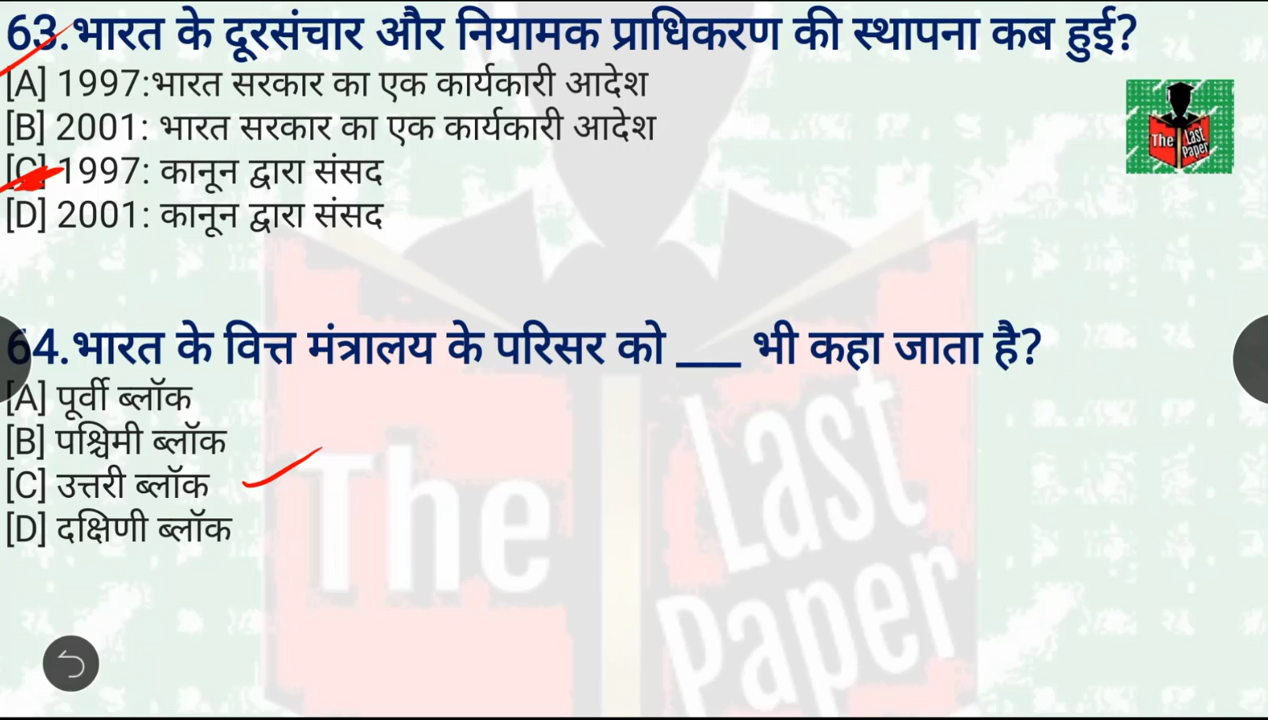 63.भारत के दूरसंचार और नियामक प्राधिकरण की स्थापना कब हुई?
[A] 1997:भारत सरकार का एक कार्यकारी आदेश
[B] 2001: भारत सरकार का एक कार्यकारी आदेश
[C] 1997: कानून द्वारा संसद
[D] 2001: कानून द्वारा संसद
The Last Paper
64.भारत के वित्त मंत्रालय के परिसर को ___ भी कहा जाता है?
[A] पूर्वी ब्लॉक
[B] पश्चिमी ब्लॉक
[C] उत्तरी ब्लॉक
[D] दक्षिणी ब्लॉक
The Last Paper